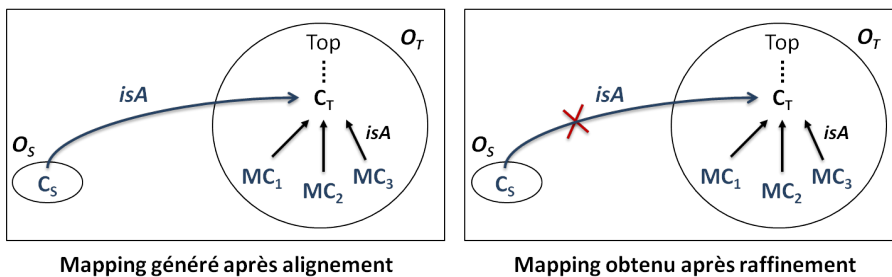 Top
O_T
isA
C_T
isA
O_S
C_S
MC_1
MC_2
MC_3
Mapping généré après alignement
Top
O_T
isA
C_T
isA
O_S
C_S
MC_1
MC_2
MC_3
Mapping obtenu après raffinement